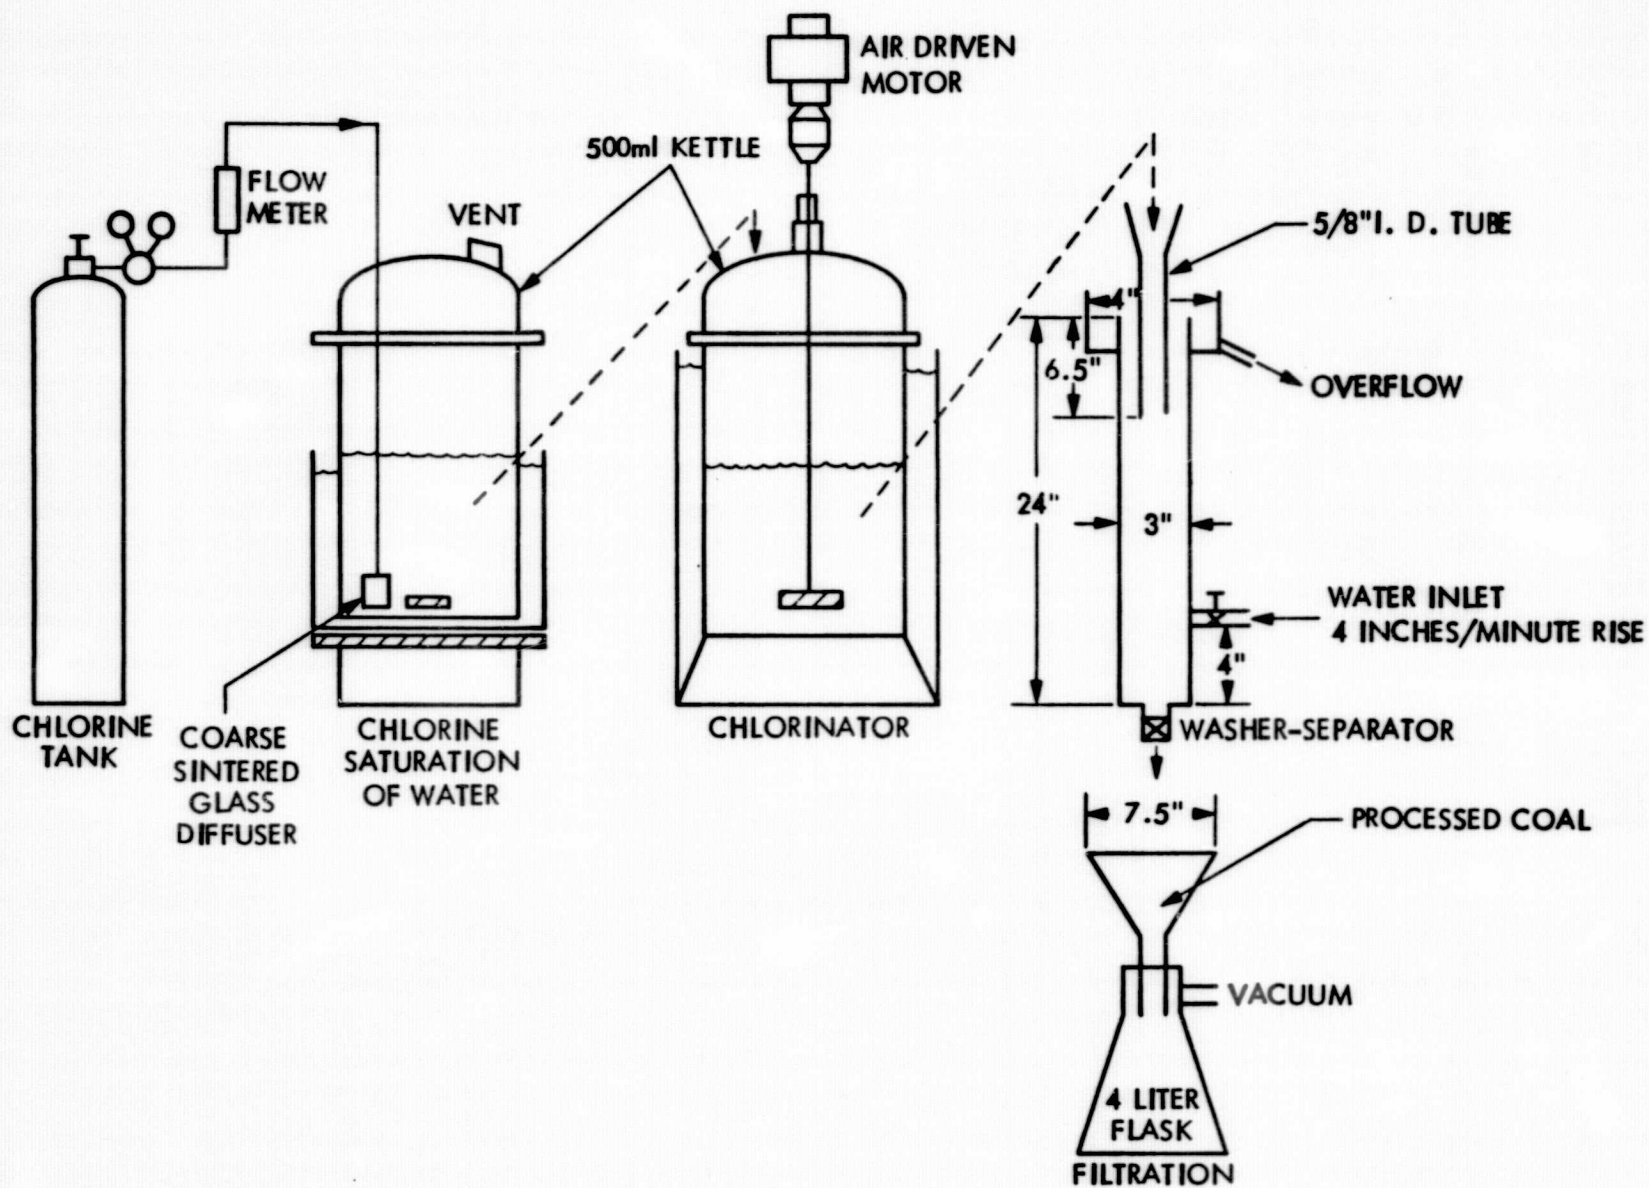 AIR DRIVEN
MOTOR
500ml KETTLE
FLOW
METER
VENT
5/8"I. D. TUBE
4"
6.5"
OVERFLOW
24"
3"
WATER INLET
4 INCHES/MINUTE RISE
4"
CHLORINE
TANK
COARSE
SINTERED
GLASS
DIFFUSER
CHLORINE
SATURATION
OF WATER
CHLORINATOR
WASHER-SEPARATOR
7.5"
PROCESSED COAL
VACUUM
4 LITER
FLASK
FILTRATION